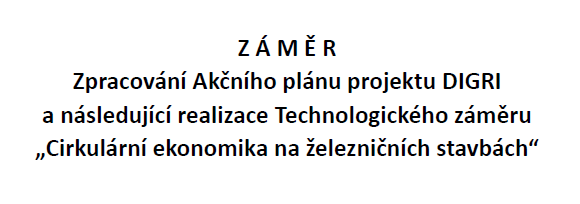 Z Á M Ě R
Zpracování Akčního plánu projektu DIGRI
a následující realizace Technologického záměru
„Cirkulární ekonomika na železničních stavbách“